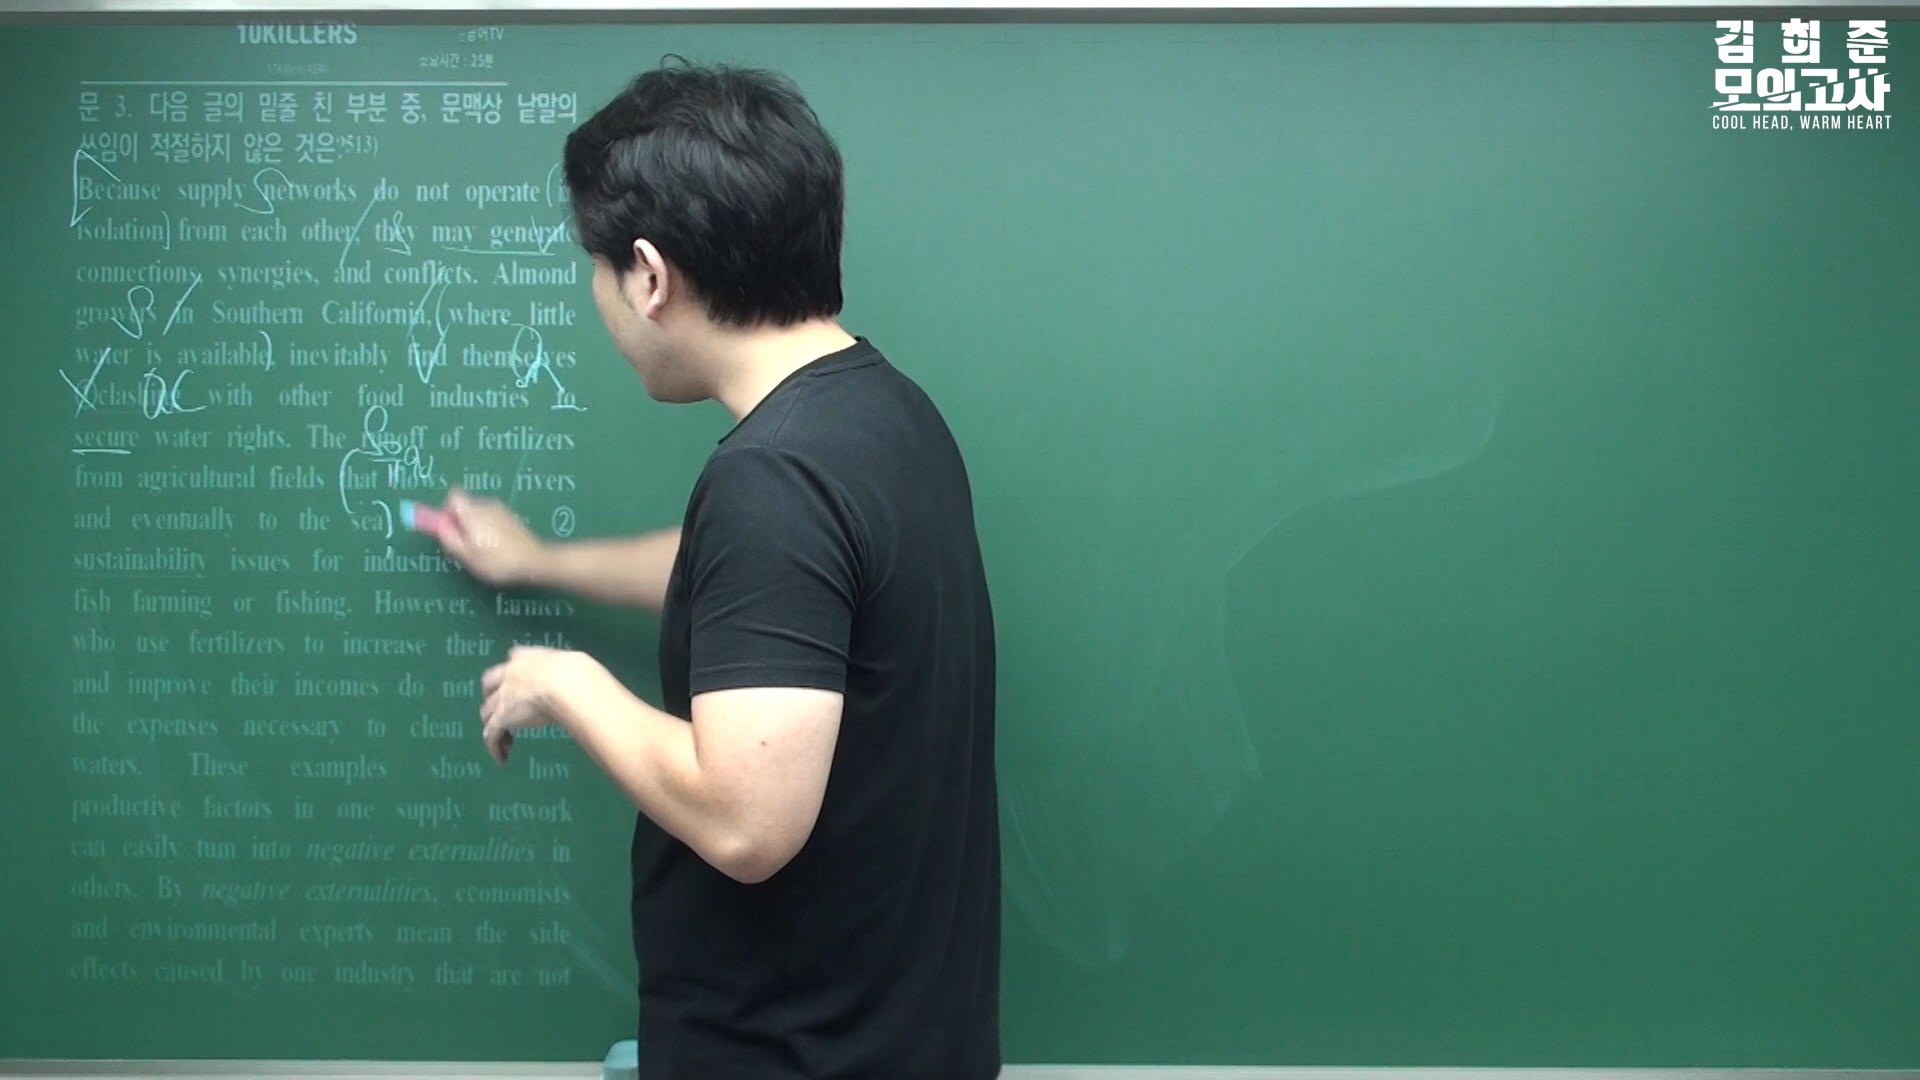 10KILLERS
소요시간 : 25분
문 3. 다음 글의 밑줄 친 부분 중, 문맥상 낱말의
쓰임이 적절하지 않은 것은?513)
Because supply networks do not operate
isolation from each other, they may generate
connections, synergies, and conflicts. Almond
growers in Southern California, where little
water is available, inevitably find themselves
clashing with other food industries to
secure water rights. The runoff of fertilizers
from agricultural fields that flows into rivers
and eventually to the sea ②
sustainability issues for industries
fish farming or fishing. However, farmers
who use fertilizers to increase their yields
and improve their incomes do not
the expenses necessary to clean
waters. These examples show how
productive factors in one supply network
can easily turn into negative externalities in
others. By negative externalities, economists
and environmental experts mean the side
effects caused by one industry that are not
김희준
모의고사
COOL HEAD, WARM HEART